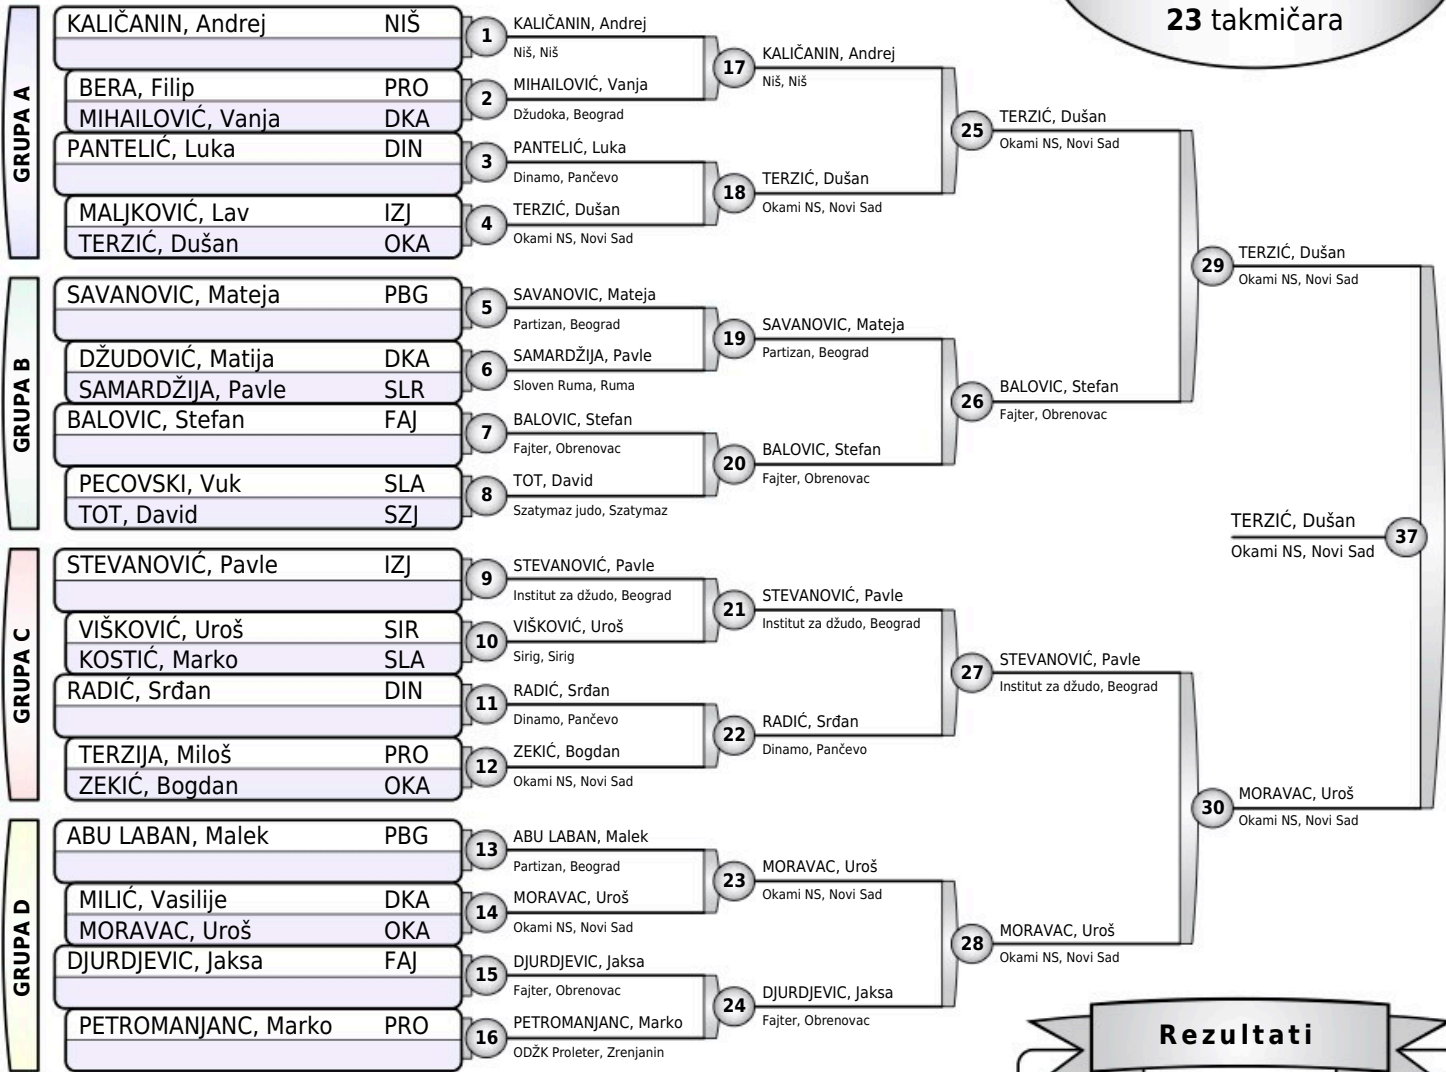 23 takmičara
GRUPA A
KALIČANIN, Andrej NIŠ
BERA, Filip PRO
MIHAILOVIĆ, Vanja DKA
PANTELIĆ, Luka DIN
MALJKOVIĆ, Lav IZJ
TERZIĆ, Dušan OKA
GRUPA B
SAVANOVIC, Mateja PBG
DŽUDOVIĆ, Matija DKA
SAMARDŽIJA, Pavle SLR
BALOVIC, Stefan FAJ
PECOVSKI, Vuk SLA
TOT, David SZJ
GRUPA C
STEVANOVIĆ, Pavle IZJ
VIŠKOVIĆ, Uroš SIR
KOSTIĆ, Marko SLA
RADIĆ, Srđan DIN
TERZIJA, Miloš PRO
ZEKIĆ, Bogdan OKA
GRUPA D
ABU LABAN, Malek PBG
MILIĆ, Vasilije DKA
MORAVAC, Uroš OKA
DJURDJEVIC, Jaksa FAJ
PETROMANJANC, Marko PRO
1 KALIČANIN, Andrej
Niš, Niš
2 MIHAILOVIĆ, Vanja
Džudoka, Beograd
3 PANTELIĆ, Luka
Dinamo, Pančevo
4 TERZIĆ, Dušan
Okami NS, Novi Sad
5 SAVANOVIC, Mateja
Partizan, Beograd
6 SAMARDŽIJA, Pavle
Sloven Ruma, Ruma
7 BALOVIC, Stefan
Fajter, Obrenovac
8 TOT, David
Szatymaz judo, Szatymaz
9 STEVANOVIĆ, Pavle
Institut za džudo, Beograd
10 VIŠKOVIĆ, Uroš
Sirig, Sirig
11 RADIĆ, Srđan
Dinamo, Pančevo
12 ZEKIĆ, Bogdan
Okami NS, Novi Sad
13 ABU LABAN, Malek
Partizan, Beograd
14 MORAVAC, Uroš
Okami NS, Novi Sad
15 DJURDJEVIC, Jaksa
Fajter, Obrenovac
16 PETROMANJANC, Marko
ODŽK Proleter, Zrenjanin
17 KALIČANIN, Andrej
Niš, Niš
18 TERZIĆ, Dušan
Okami NS, Novi Sad
19 SAVANOVIC, Mateja
Partizan, Beograd
20 BALOVIC, Stefan
Fajter, Obrenovac
21 STEVANOVIĆ, Pavle
Institut za džudo, Beograd
22 RADIĆ, Srđan
Dinamo, Pančevo
23 MORAVAC, Uroš
Okami NS, Novi Sad
24 DJURDJEVIC, Jaksa
Fajter, Obrenovac
25 TERZIĆ, Dušan
Okami NS, Novi Sad
26 BALOVIC, Stefan
Fajter, Obrenovac
27 STEVANOVIĆ, Pavle
Institut za džudo, Beograd
28 MORAVAC, Uroš
Okami NS, Novi Sad
29 TERZIĆ, Dušan
Okami NS, Novi Sad
30 MORAVAC, Uroš
Okami NS, Novi Sad
TERZIĆ, Dušan 37
Okami NS, Novi Sad
Rezultati